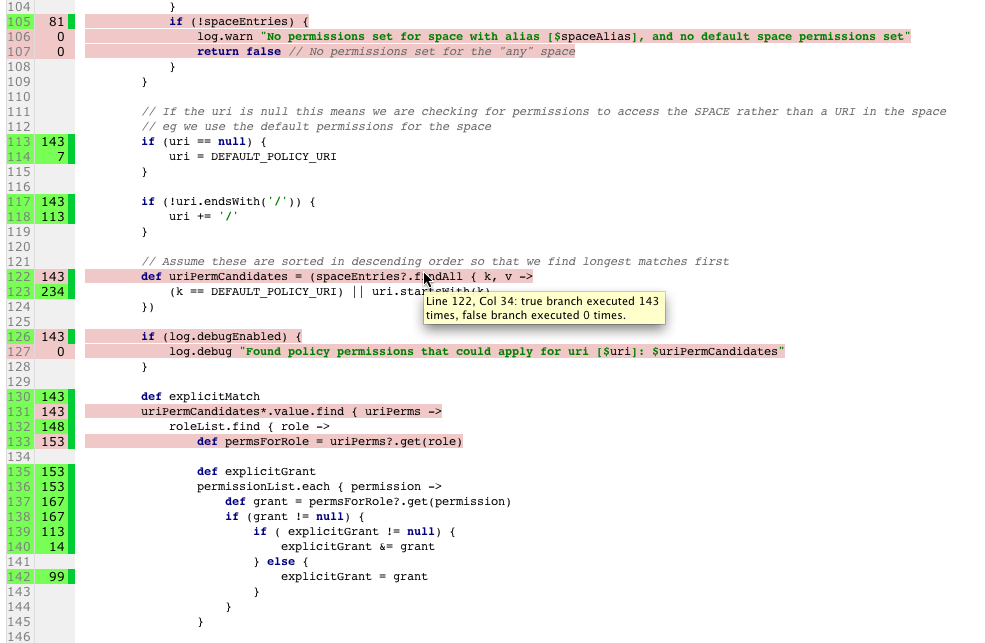 104 }
105 81 if (!spaceEntries) {
106 0 log.warn "No permissions set for space with alias [$spaceAlias], and no default space permissions set"
107 0 return false // No permissions set for the "any" space
108 }
109 }
110
111 // If the uri is null this means we are checking for permissions to access the SPACE rather than a URI in the space
112 // eg we use the default permissions for the space
113 143 if (uri == null) {
114 7 uri = DEFAULT_POLICY_URI
115 }
116
117 143 if (!uri.endsWith('/')) {
118 113 uri += '/'
119 }
120
121 // Assume these are sorted in descending order so that we find longest matches first
122 143 def uriPermCandidates = (spaceEntries?.findAll { k, v ->
123 234 (k == DEFAULT_POLICY_URI) || uri.startsWith(k)
Line 122, Col 34: true branch executed 143
times, false branch executed 0 times.
124 })
125
126 143 if (log.debugEnabled) {
127 0 log.debug "Found policy permissions that could apply for uri [$uri]: $uriPermCandidates"
128 }
129
130 143 def explicitMatch
131 143 uriPermCandidates*.value.find { uriPerms ->
132 148 roleList.find { role ->
133 153 def permsForRole = uriPerms?.get(role)
134
135 153 def explicitGrant
136 153 permissionList.each { permission ->
137 167 def grant = permsForRole?.get(permission)
138 167 if (grant != null) {
139 113 if ( explicitGrant != null) {
140 14 explicitGrant &= grant
141 } else {
142 99 explicitGrant = grant
143 }
144 }
145 }
146